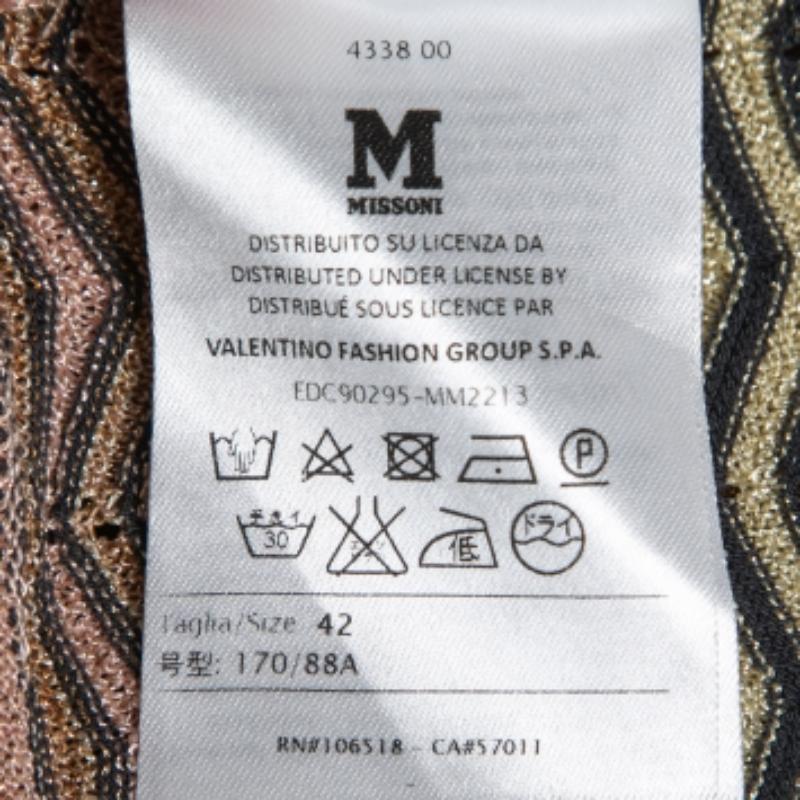 4338 00
M
MISSONI
DISTRIBUITO SU LICENZA DA
DISTRIBUTED UNDER LICENSE BY
DISTRIBUÉ SOUS LICENCE PAR
VALENTINO FASHION GROUP S.P.A.
EDC90295-MM2213
P
手洗イ
30
低
ドライ
Taglia/Size 42
号型: 170/88A
RN#106518 - CA#57011